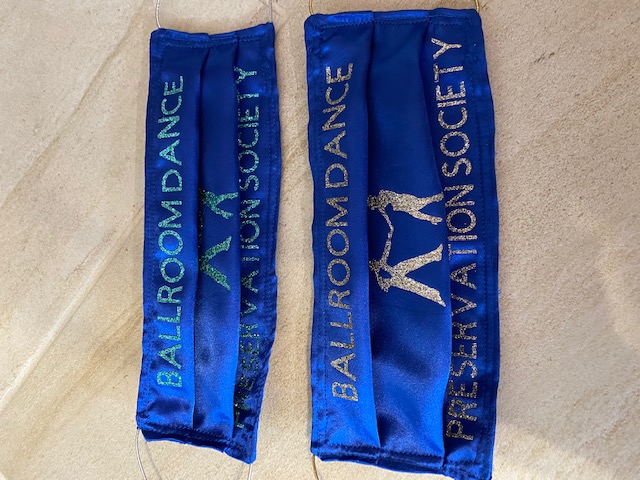 BALLROOM DANCE
PRESERVATION SOCIETY
BALLROOM DANCE
PRESERVATION SOCIETY